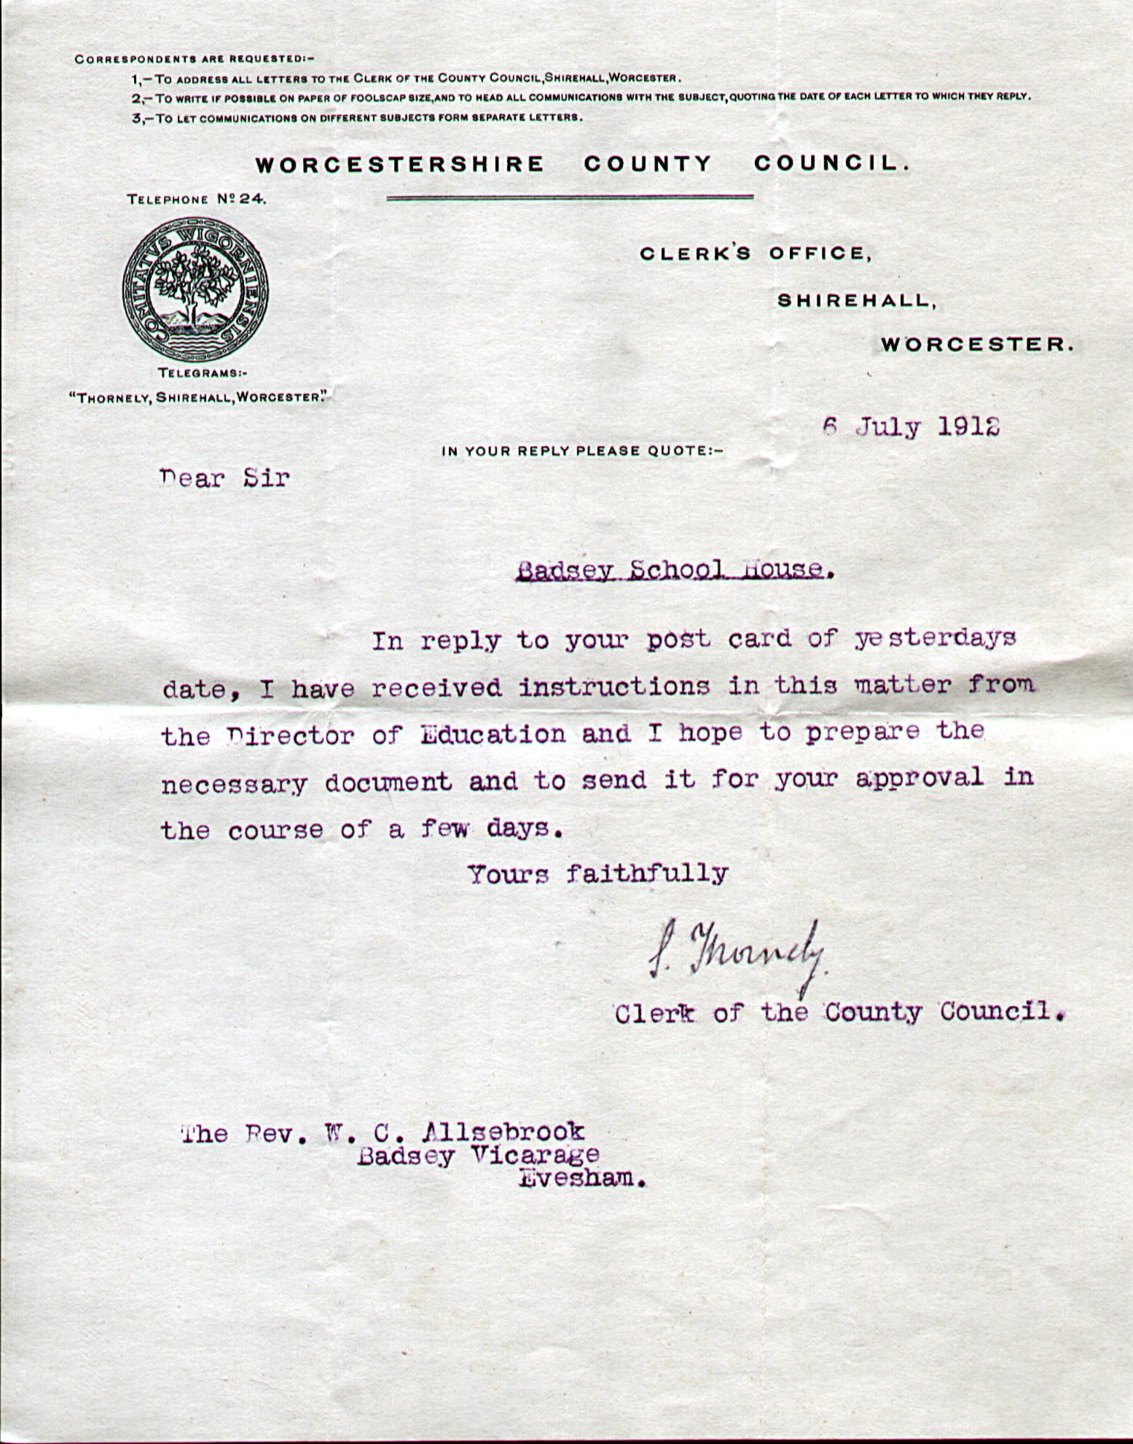 CORRESPONDENTS ARE REQUESTED:-
1,-TO ADDRESS ALL LETTERS TO THE CLERK OF THE COUNTY COUNCIL, SHIREHALL, WORCESTER.
2,-TO WRITE IF POSSIBLE ON PAPER OF FOOLSCAP SIZE, AND TO HEAD ALL COMMUNICATIONS WITH THE SUBJECT, QUOTING THE DATE OF EACH LETTER TO WHICH THEY REPLY.
3,-TO LET COMMUNICATIONS ON DIFFERENT SUBJECTS FORM SEPARATE LETTERS.
WORCESTERSHIRE COUNTY COUNCIL.
TELEPHONE Nº 24.
COMITATVS WIGORNIENSIS
CLERK'S OFFICE,
SHIREHALL,
WORCESTER.
TELEGRAMS:-
"THORNELY, SHIREHALL, WORCESTER."
6 July 1912
IN YOUR REPLY PLEASE QUOTE:-
Dear Sir
Badsey School House.
In reply to your post card of yesterdays
date, I have received instructions in this matter from
the Director of Education and I hope to prepare the
necessary document and to send it for your approval in
the course of a few days.
Yours faithfully
S. Thornely.
Clerk of the County Council.
The Rev. W. C. Allsebrook
Badsey Vicarage
Evesham.